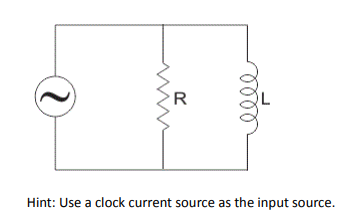 R
L
Hint: Use a clock current source as the input source.